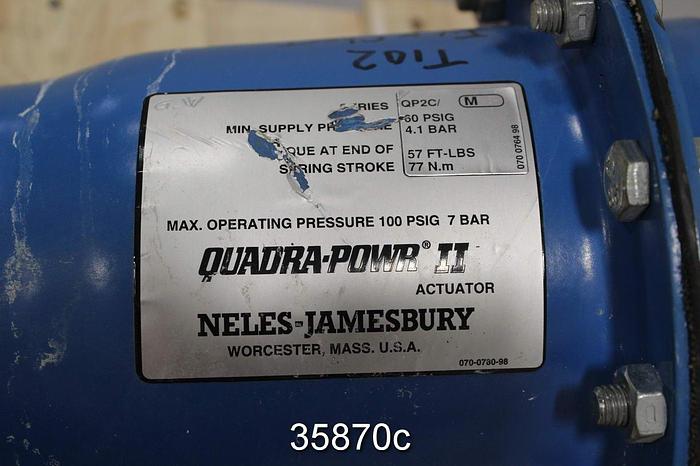 T102
SERIES QP2C/ M
MIN. SUPPLY 60 PSIG
4.1 BAR
TORQUE AT END OF 57 FT-LBS
SPRING STROKE 77 N.m
070 0764 98
MAX. OPERATING PRESSURE 100 PSIG 7 BAR
QUADRA-POWR® II
ACTUATOR
NELES-JAMESBURY
WORCESTER, MASS. U.S.A.
070-0780-98
35870c